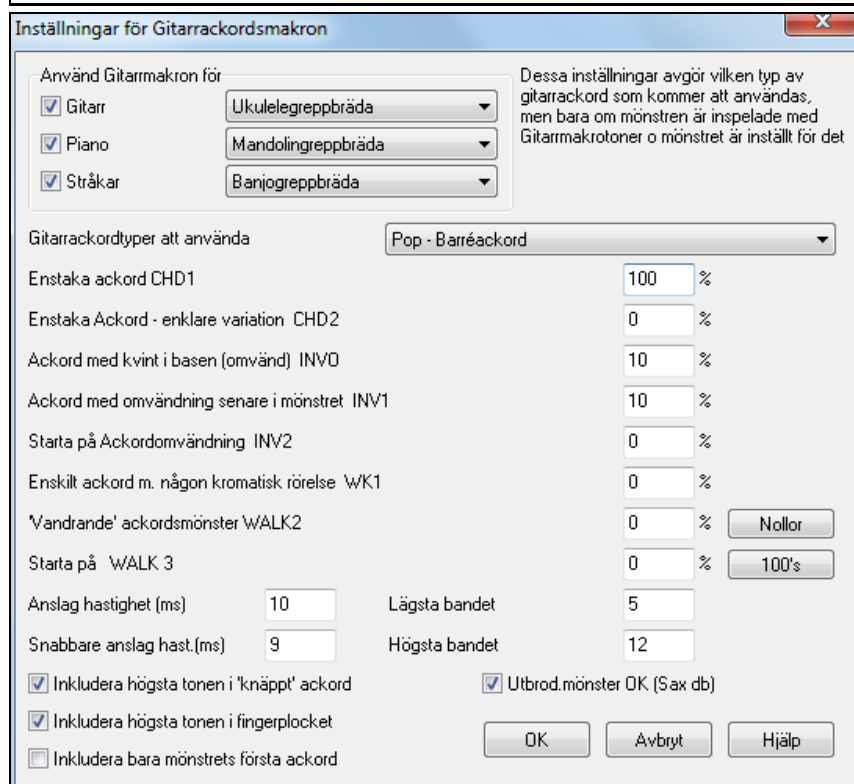 Inställningar för Gitarrackordsmakron
Använd Gitarrmakron för
Gitarr Ukulelegreppbräda
Piano Mandolingreppbräda
Stråkar Banjogreppbräda
Dessa inställningar avgör vilken typ av
gitarrackord som kommer att användas,
men bara om mönstren är inspelade med
Gitarrmakrotoner o mönstret är inställt för det
Gitarrackordtyper att använda Pop - Barréackord
Enstaka ackord CHD1 100 %
Enstaka Ackord - enklare variation CHD2 0 %
Ackord med kvint i basen (omvänd) INV0 10 %
Ackord med omvändning senare i mönstret INV1 10 %
Starta på Ackordomvändning INV2 0 %
Enskilt ackord m. någon kromatisk rörelse WK1 0 %
'Vandrande' ackordsmönster WALK2 0 % Nollor
Starta på WALK 3 0 % 100's
Anslag hastighet (ms) 10 Lägsta bandet 5
Snabbare anslag hast.(ms) 9 Högsta bandet 12
Inkludera högsta tonen i 'knäppt' ackord Utbrod.mönster OK (Sax db)
Inkludera högsta tonen i fingerplocket
Inkludera bara mönstrets första ackord
OK Avbryt Hjälp